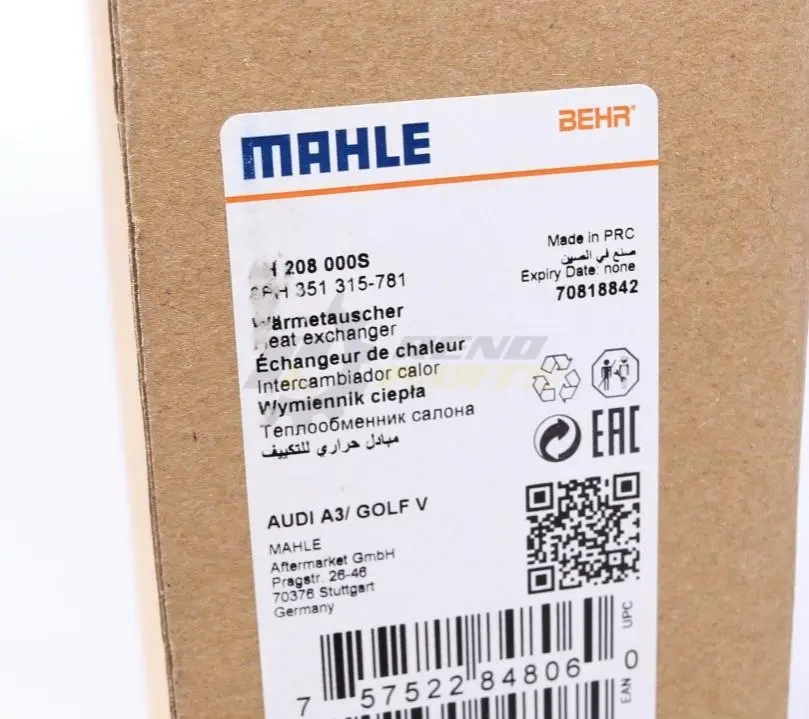 MAHLE
BEHR®
208 000S
351 315-781
Wärmetauscher
Heat exchanger
Échangeur de chaleur
Intercambiador calor
Wymiennik ciepła
Теплообменник салона
مبادل حراري للتكييف
Made in PRC
صنع في الصين
Expiry Date: none
70818842
EAC
AUDI A3/ GOLF V
MAHLE
Aftermarket GmbH
Pragstr. 26-46
70376 Stuttgart
Germany
7 57522 84806 0
UPC
EAN